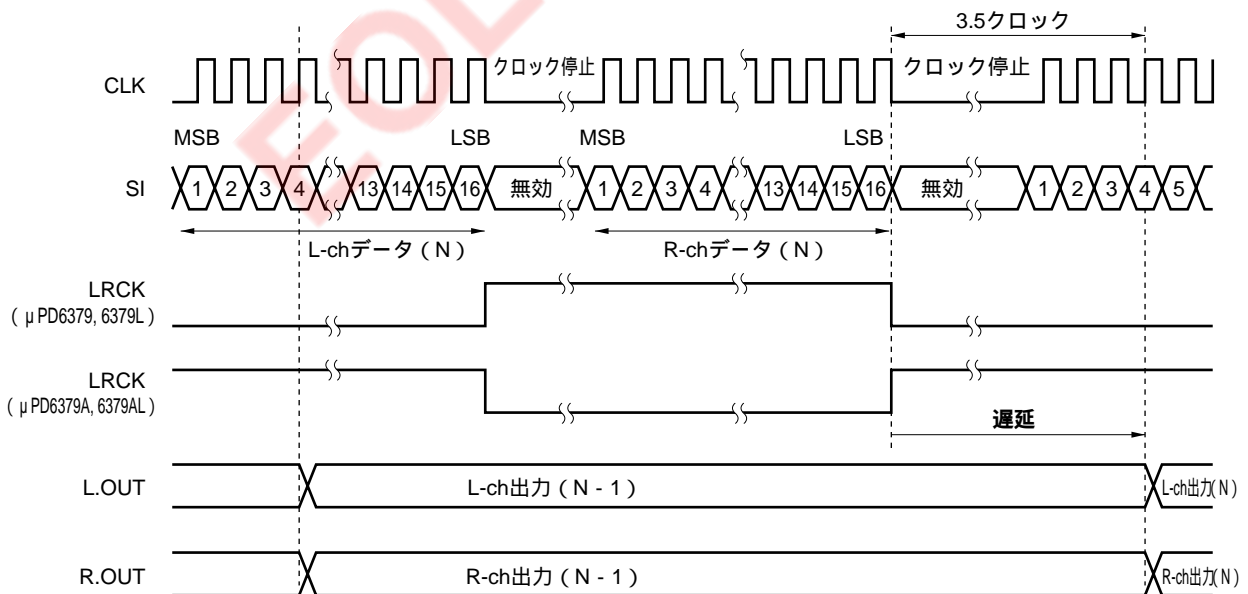 3.5クロック
CLK クロック停止 クロック停止
MSB LSB MSB LSB
SI 1 2 3 4 13 14 15 16 無効 1 2 3 4 13 14 15 16 無効 1 2 3 4 5
L-chデータ(N) R-chデータ(N)
LRCK
(μPD6379, 6379L)
LRCK
(μPD6379A, 6379AL)
遅延
L.OUT L-ch出力(N - 1) L-ch出力(N)
R.OUT R-ch出力(N - 1) R-ch出力(N)
EOL